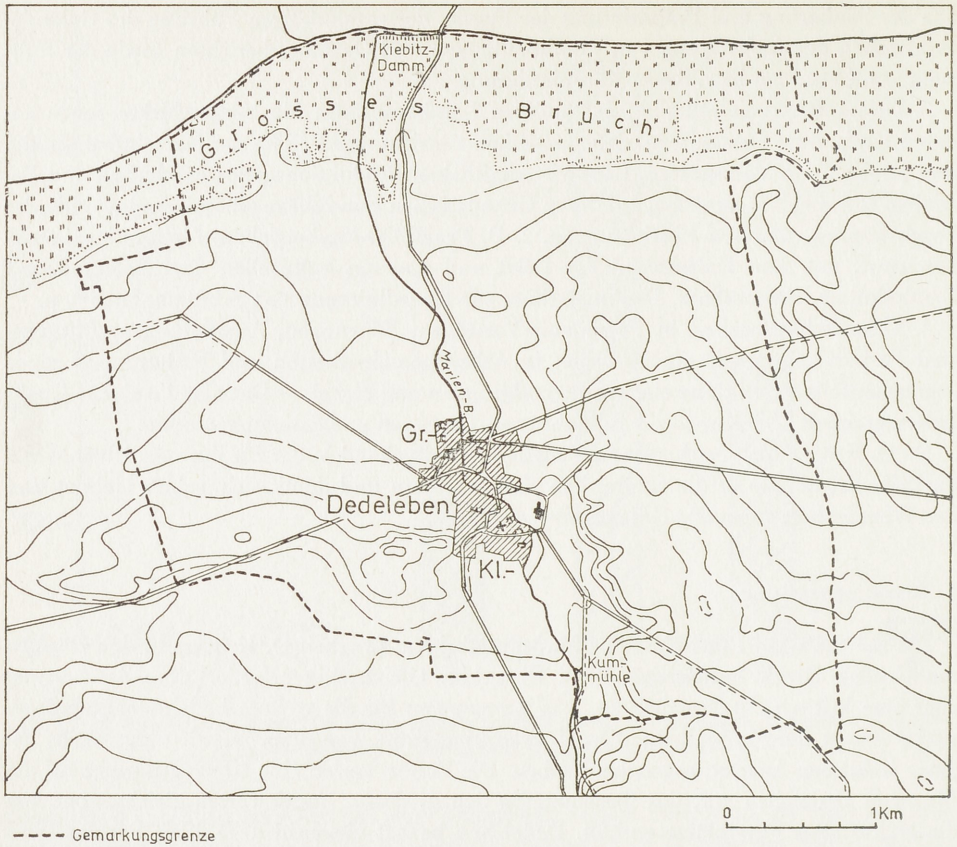 Kiebitz-
Damm
Grosses Bruch
Marien-B.
Gr.-
Dedeleben
Kl.-
Kum-
mühle
0 1Km
Gemarkungsgrenze